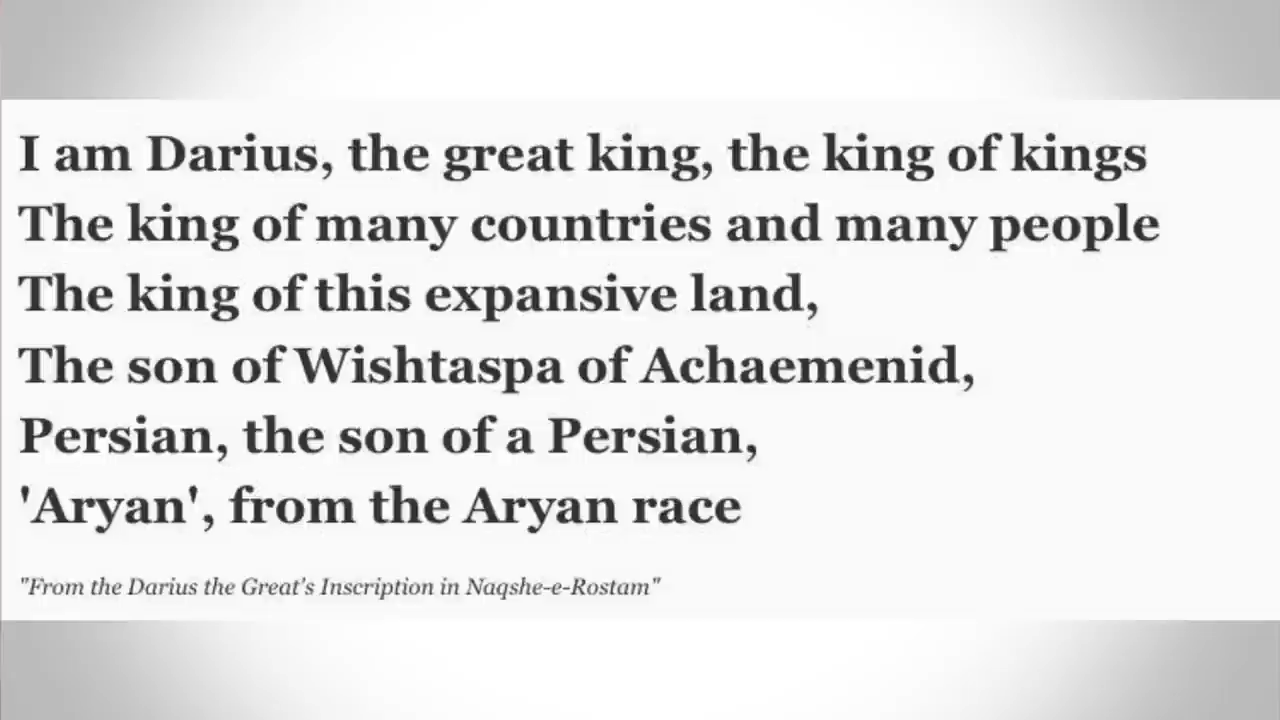 I am Darius, the great king, the king of kings
The king of many countries and many people
The king of this expansive land,
The son of Wishtaspa of Achaemenid,
Persian, the son of a Persian,
'Aryan', from the Aryan race
"From the Darius the Great's Inscription in Naqshe-e-Rostam"